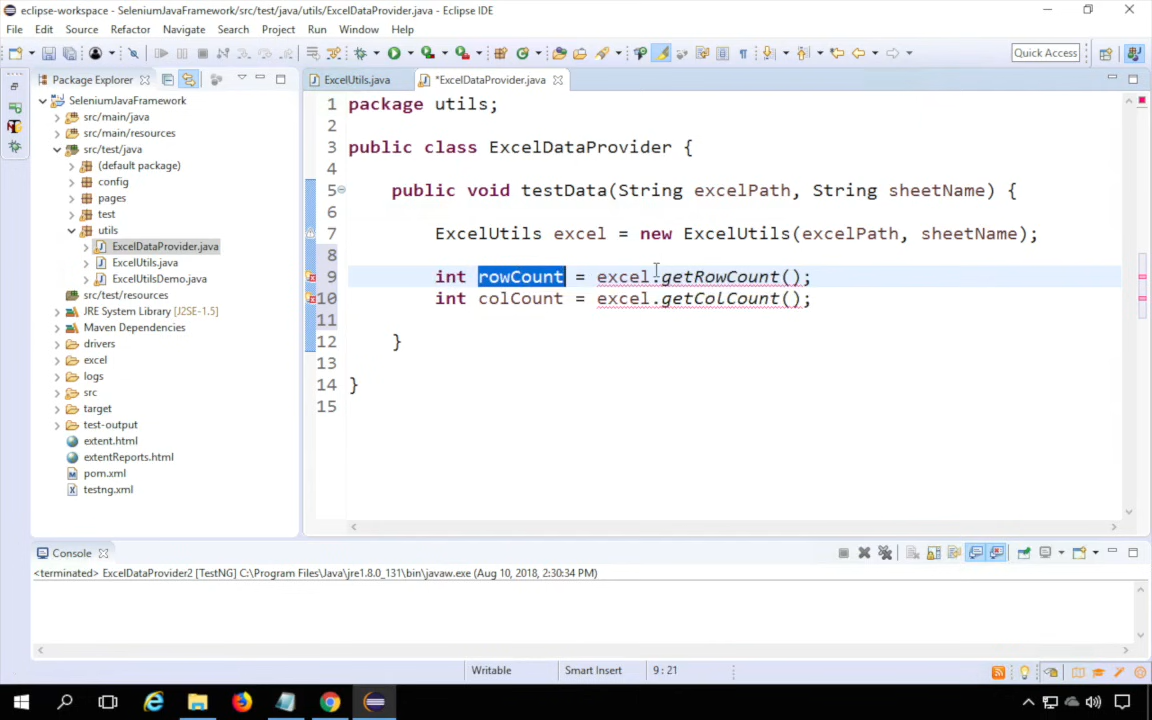 eclipse-workspace - SeleniumJavaFramework/src/test/java/utils/ExcelDataProvider.java - Eclipse IDE
File Edit Source Refactor Navigate Search Project Run Window Help
Quick Access
Package Explorer
ExcelUtils.java
*ExcelDataProvider.java
SeleniumJavaFramework
src/main/java
src/main/resources
src/test/java
(default package)
config
pages
test
utils
ExcelDataProvider.java
ExcelUtils.java
ExcelUtilsDemo.java
src/test/resources
JRE System Library [J2SE-1.5]
Maven Dependencies
drivers
excel
logs
src
target
test-output
extent.html
extentReports.html
pom.xml
testng.xml
1 package utils;
2
3 public class ExcelDataProvider {
4
5 public void testData(String excelPath, String sheetName) {
6
7 ExcelUtils excel = new ExcelUtils(excelPath, sheetName);
8
9 int rowCount = excel.getRowCount();
10 int colCount = excel.getColCount();
11
12 }
13
14 }
15
Console
<terminated> ExcelDataProvider2 [TestNG] C:\Program Files\Java\jre1.8.0_131\bin\javaw.exe (Aug 10, 2018, 2:30:34 PM)
Writable Smart Insert 9 : 21